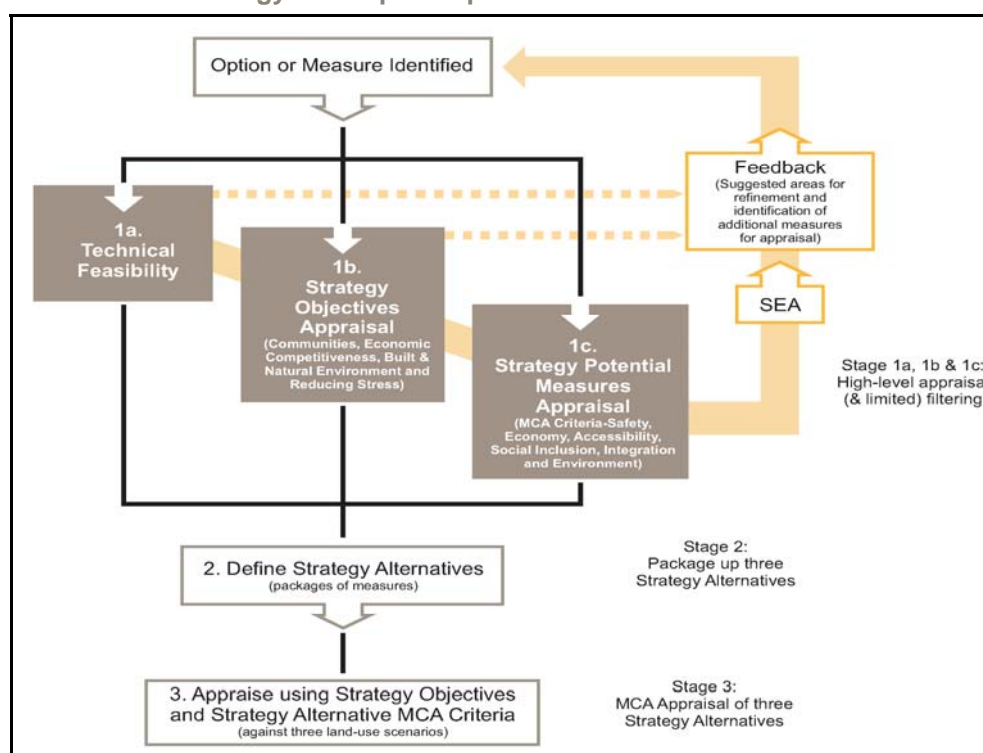 Option or Measure Identified
Feedback
(Suggested areas for
refinement and
identification of
additional measures
for appraisal)
SEA
1a.
Technical
Feasibility
1b.
Strategy
Objectives
Appraisal
(Communities, Economic
Competitiveness, Built &
Natural Environment and
Reducing Stress)
1c.
Strategy Potential
Measures
Appraisal
(MCA Criteria-Safety,
Economy, Accessibility,
Social Inclusion, Integration
and Environment)
Stage 1a, 1b & 1c:
High-level appraisal
(& limited) filtering
2. Define Strategy Alternatives
(packages of measures)
Stage 2:
Package up three
Strategy Alternatives
3. Appraise using Strategy Objectives
and Strategy Alternative MCA Criteria
(against three land-use scenarios)
Stage 3:
MCA Appraisal of three
Strategy Alternatives